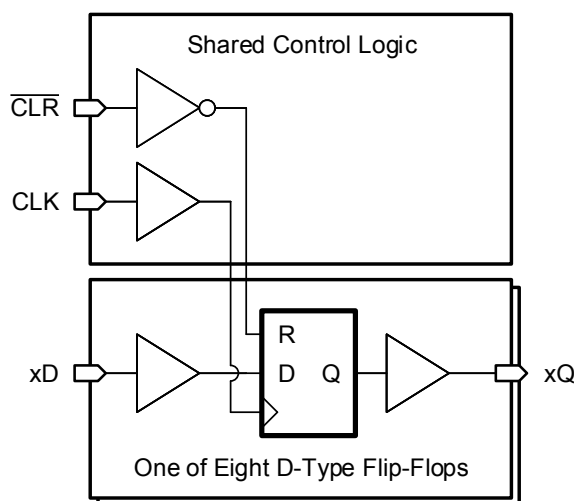 Shared Control Logic
CLR
CLK
R
xD
D Q
xQ
One of Eight D-Type Flip-Flops